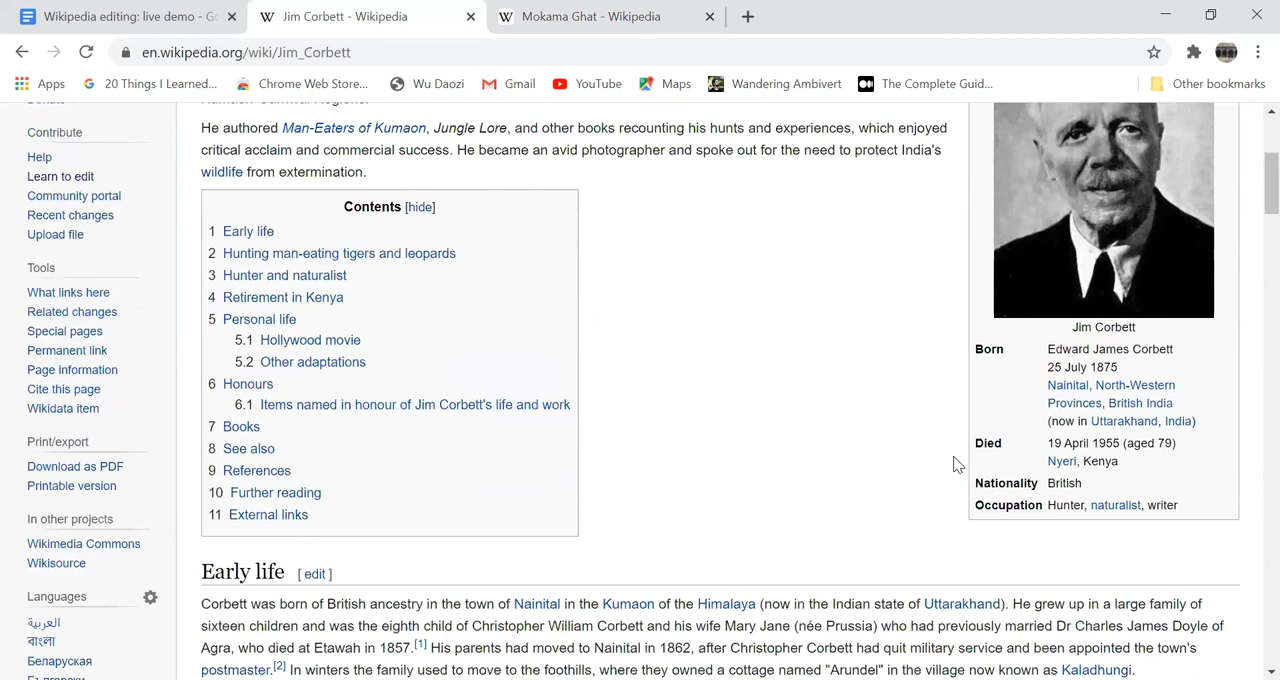 Wikipedia editing: live demo - Go
Jim Corbett - Wikipedia
Mokama Ghat - Wikipedia
en.wikipedia.org/wiki/Jim_Corbett
Apps
20 Things I Learned...
Chrome Web Store...
Wu Daozi
Gmail
YouTube
Maps
Wandering Ambivert
The Complete Guid...
Other bookmarks
Contribute
Help
Learn to edit
Community portal
Recent changes
Upload file
Tools
What links here
Related changes
Special pages
Permanent link
Page information
Cite this page
Wikidata item
Print/export
Download as PDF
Printable version
In other projects
Wikimedia Commons
Wikisource
Languages
العربية
বাংলা
Беларуская
He authored Man-Eaters of Kumaon, Jungle Lore, and other books recounting his hunts and experiences, which enjoyed
critical acclaim and commercial success. He became an avid photographer and spoke out for the need to protect India's
wildlife from extermination.
Contents [hide]
1 Early life
2 Hunting man-eating tigers and leopards
3 Hunter and naturalist
4 Retirement in Kenya
5 Personal life
5.1 Hollywood movie
5.2 Other adaptations
6 Honours
6.1 Items named in honour of Jim Corbett's life and work
7 Books
8 See also
9 References
10 Further reading
11 External links
Jim Corbett
Born Edward James Corbett
25 July 1875
Nainital, North-Western
Provinces, British India
(now in Uttarakhand, India)
Died 19 April 1955 (aged 79)
Nyeri, Kenya
Nationality British
Occupation Hunter, naturalist, writer
Early life [ edit ]
Corbett was born of British ancestry in the town of Nainital in the Kumaon of the Himalaya (now in the Indian state of Uttarakhand). He grew up in a large family of
sixteen children and was the eighth child of Christopher William Corbett and his wife Mary Jane (née Prussia) who had previously married Dr Charles James Doyle of
Agra, who died at Etawah in 1857.[1] His parents had moved to Nainital in 1862, after Christopher Corbett had quit military service and been appointed the town's
postmaster.[2] In winters the family used to move to the foothills, where they owned a cottage named "Arundel" in the village now known as Kaladhungi.